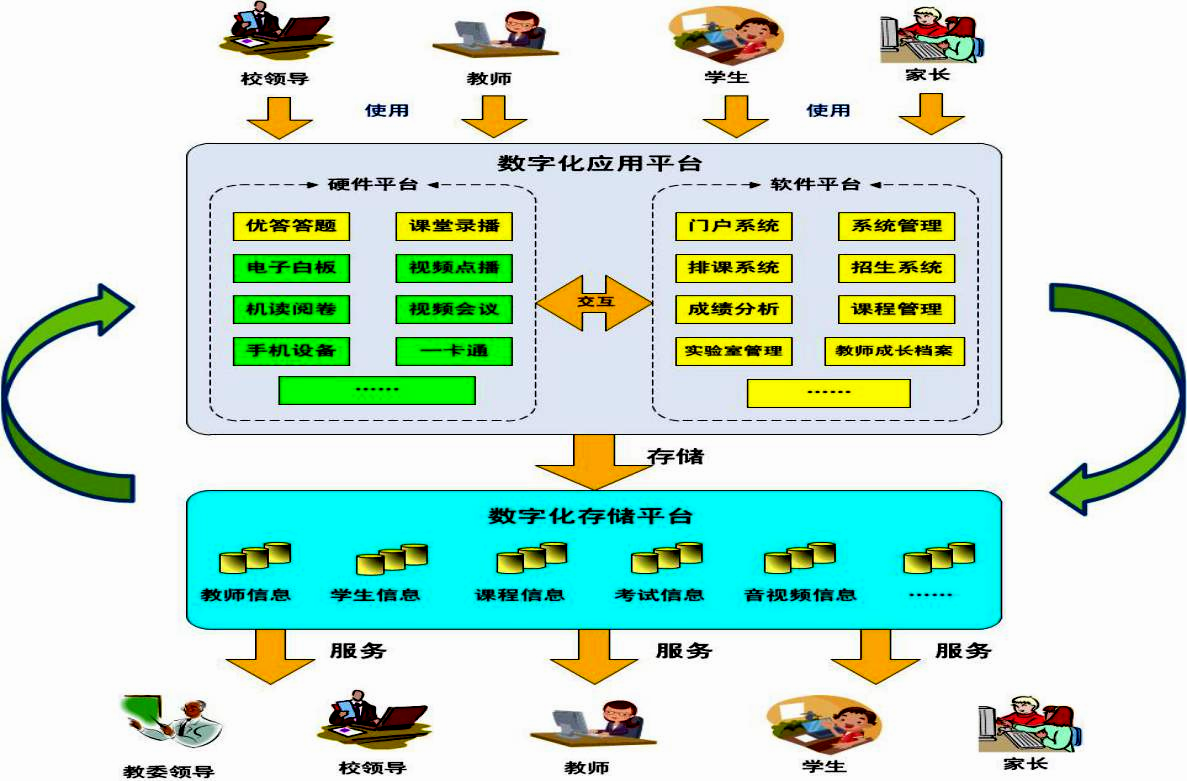 校领导
教师
学生
家长
使用
使用
数字化应用平台
硬件平台
软件平台
优答答题
课堂录播
门户系统
系统管理
电子白板
视频点播
排课系统
招生系统
交互
机读阅卷
视频会议
成绩分析
课程管理
手机设备
一卡通
实验室管理
教师成长档案
······
······
存储
数字化存储平台
教师信息
学生信息
课程信息
考试信息
音视频信息
······
服务
服务
服务
教委领导
校领导
教师
学生
家长